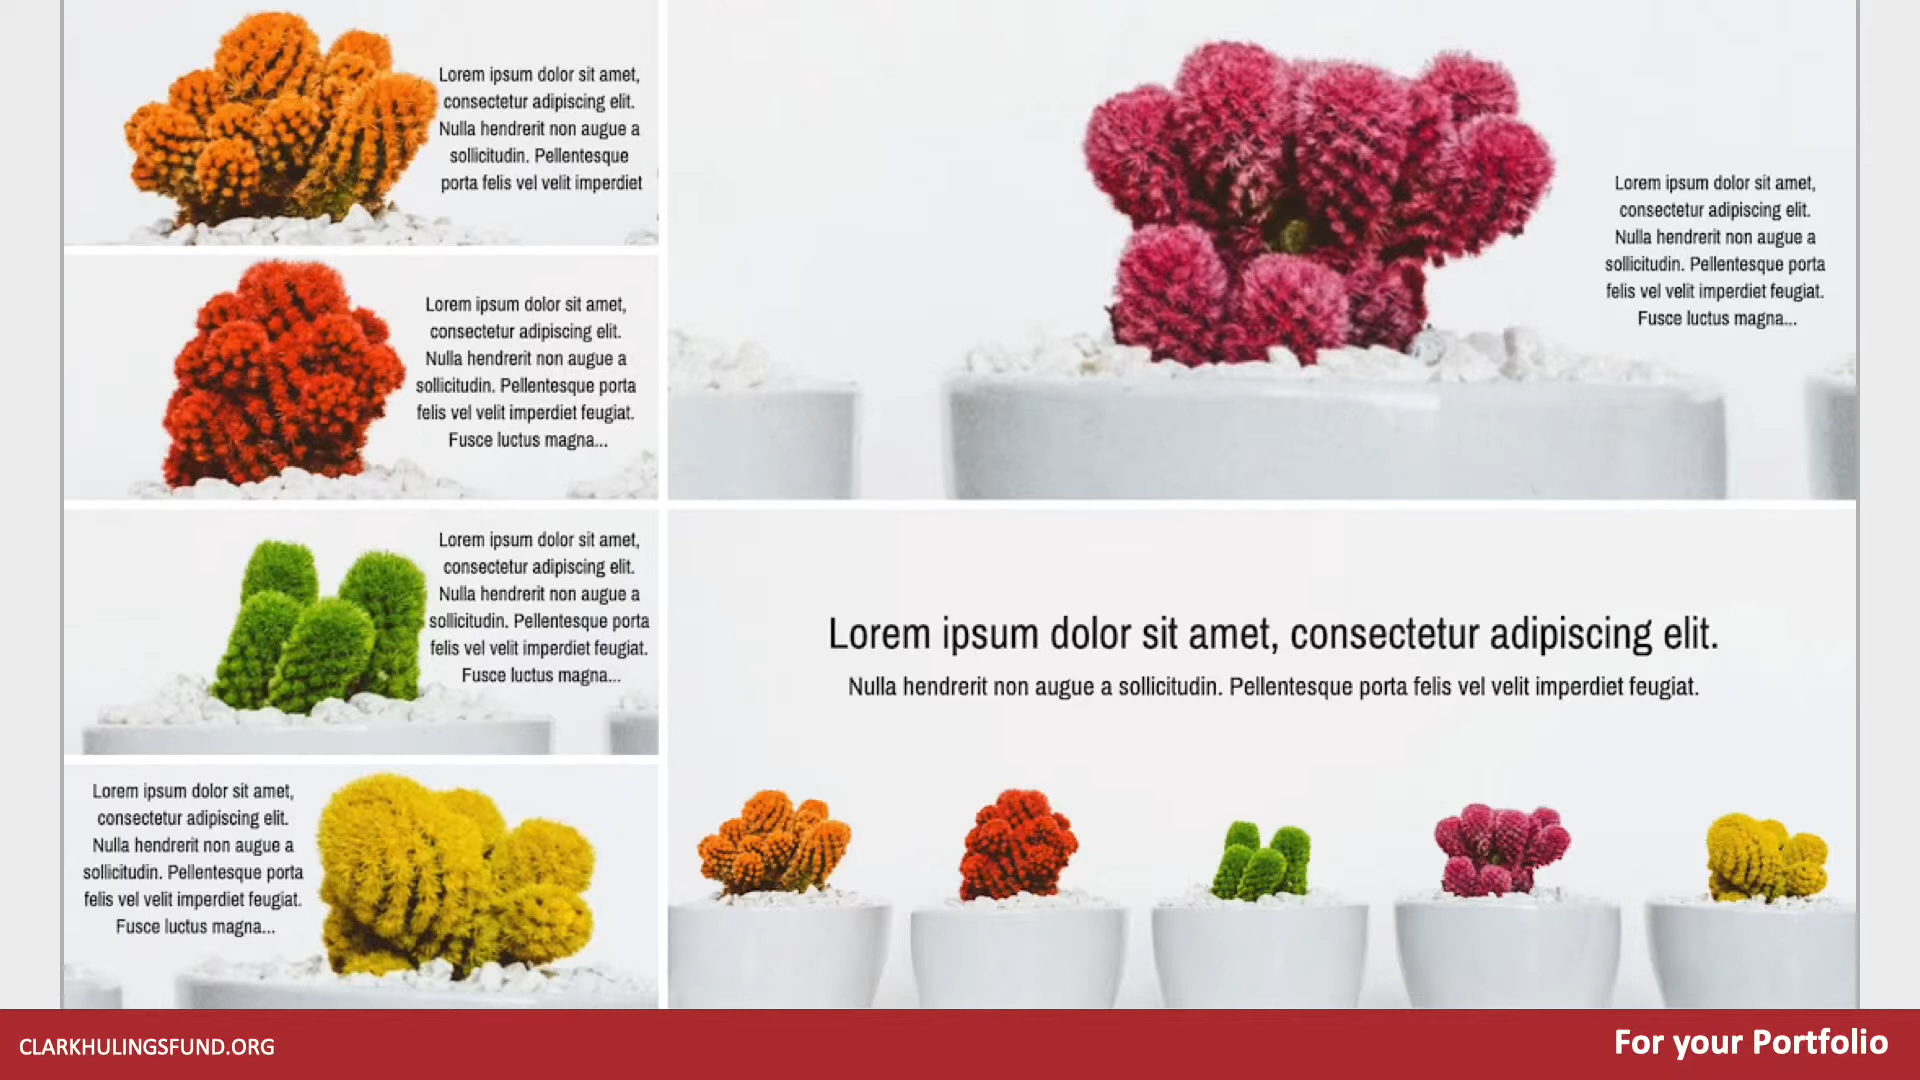 Lorem ipsum dolor sit amet,
consectetur adipiscing elit.
Nulla hendrerit non augue a
sollicitudin. Pellentesque
porta felis vel velit imperdiet
Lorem ipsum dolor sit amet,
consectetur adipiscing elit.
Nulla hendrerit non augue a
sollicitudin. Pellentesque porta
felis vel velit imperdiet feugiat.
Fusce luctus magna...
Lorem ipsum dolor sit amet,
consectetur adipiscing elit.
Nulla hendrerit non augue a
sollicitudin. Pellentesque porta
felis vel velit imperdiet feugiat.
Fusce luctus magna...
Lorem ipsum dolor sit amet,
consectetur adipiscing elit.
Nulla hendrerit non augue a
sollicitudin. Pellentesque porta
felis vel velit imperdiet feugiat.
Fusce luctus magna...
Lorem ipsum dolor sit amet,
consectetur adipiscing elit.
Nulla hendrerit non augue a
sollicitudin. Pellentesque porta
felis vel velit imperdiet feugiat.
Fusce luctus magna...
Lorem ipsum dolor sit amet, consectetur adipiscing elit.
Nulla hendrerit non augue a sollicitudin. Pellentesque porta felis vel velit imperdiet feugiat.
CLARKHULINGSFUND.ORG
For your Portfolio